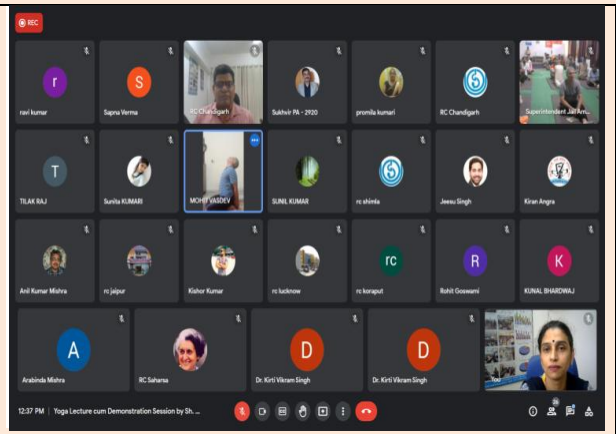 REC
r
S
ravi kumar
Sapna Verma
RC Chandigarh
Sukhvir PA - 2920
promila kumari
RC Chandigarh
Superintendent Jail Am...
T
TILAK RAJ
Sunita KUMARI
MOHIT VASDEV
SUNIL KUMAR
rc shimla
Jeesu Singh
Kiran Angra
rc
R
K
Anil Kumar Mishra
rc jaipur
Kishor Kumar
rc lucknow
rc koraput
Rohit Goswami
KUNAL BHARDWAJ
A
D
D
Arabinda Mishra
RC Saharsa
Dr. Kirti Vikram Singh
Dr. Kirti Vikram Singh
You
12:37 PM | Yoga Lecture cum Demonstration Session by Sh. ...
26